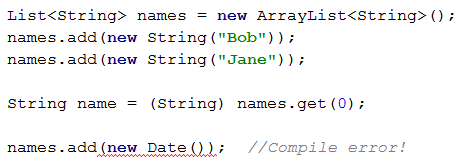 List<String> names = new ArrayList<String>();
names.add(new String("Bob"));
names.add(new String("Jane"));
String name = (String) names.get(0);
names.add(new Date()); //Compile error!